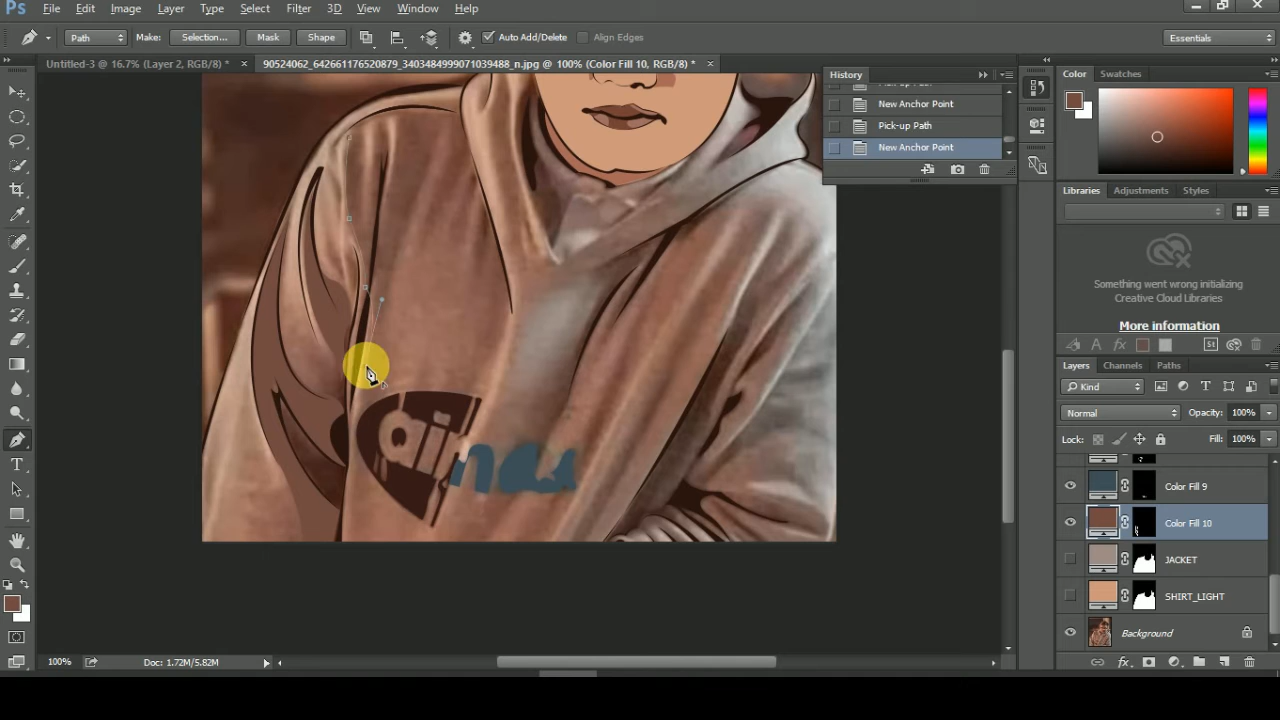 Ps File Edit Image Layer Type Select Filter 3D View Window Help
Path Make: Selection... Mask Shape Auto Add/Delete Align Edges Essentials
Untitled-3 @ 16.7% (Layer 2, RGB/8) * × 90524062_642661176520879_3403484999071039488_n.jpg @ 100% (Color Fill 10, RGB/8) * ×
History
New Anchor Point
Pick-up Path
New Anchor Point
Color Swatches
Libraries Adjustments Styles
Something went wrong initializing
Creative Cloud Libraries
More information
Layers Channels Paths
Kind
Normal Opacity: 100%
Lock: Fill: 100%
Color Fill 9
Color Fill 10
JACKET
SHIRT_LIGHT
Background
100% Doc: 1.72M/5.82M